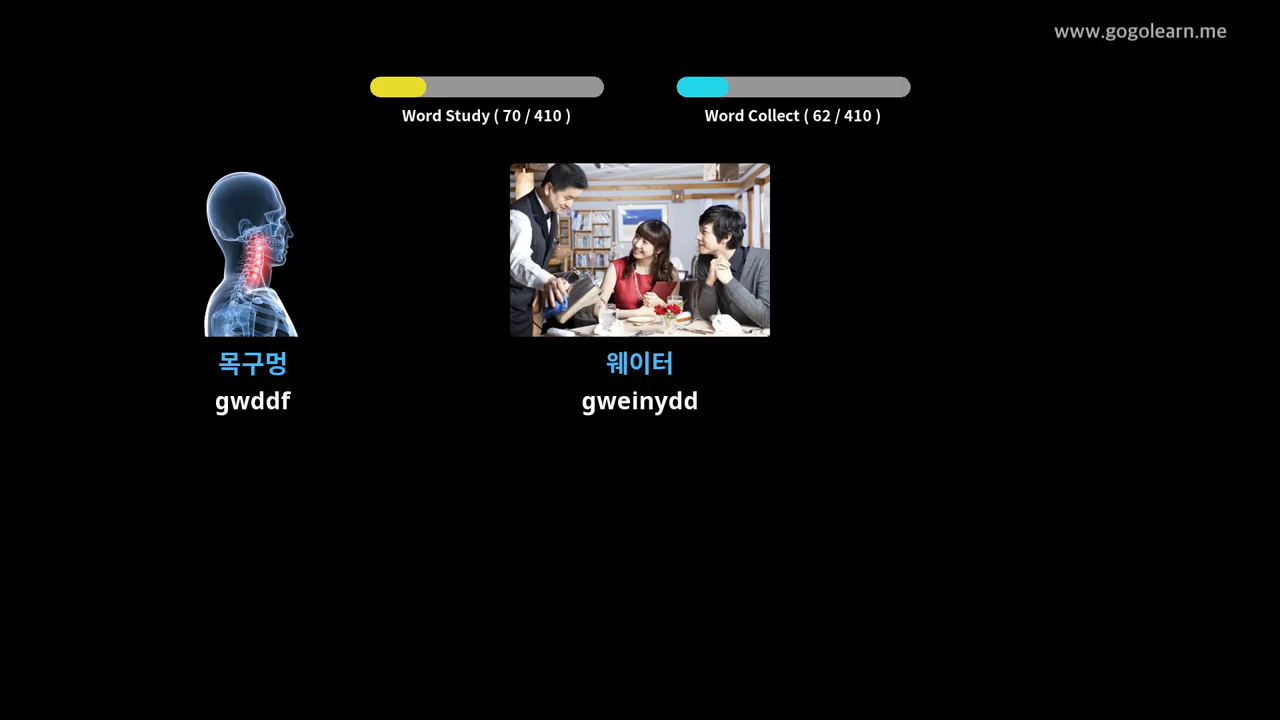 www.gogolearn.me
Word Study ( 70 / 410 )
Word Collect ( 62 / 410 )
목구멍
gwddf
웨이터
gweinydd